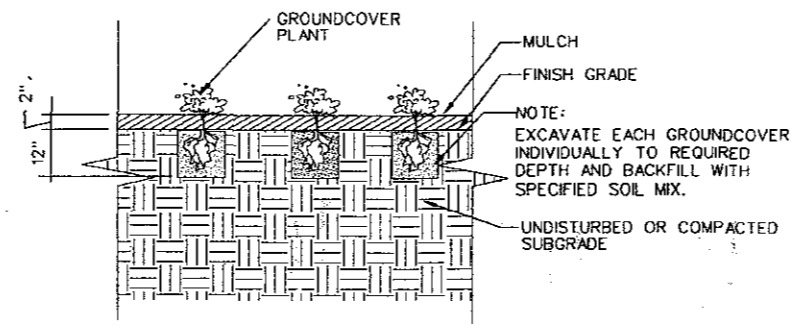 GROUNDCOVER
PLANT
MULCH
FINISH GRADE
NOTE:
EXCAVATE EACH GROUNDCOVER
INDIVIDUALLY TO REQUIRED
DEPTH AND BACKFILL WITH
SPECIFIED SOIL MIX.
UNDISTURBED OR COMPACTED
SUBGRADE
2"
12"